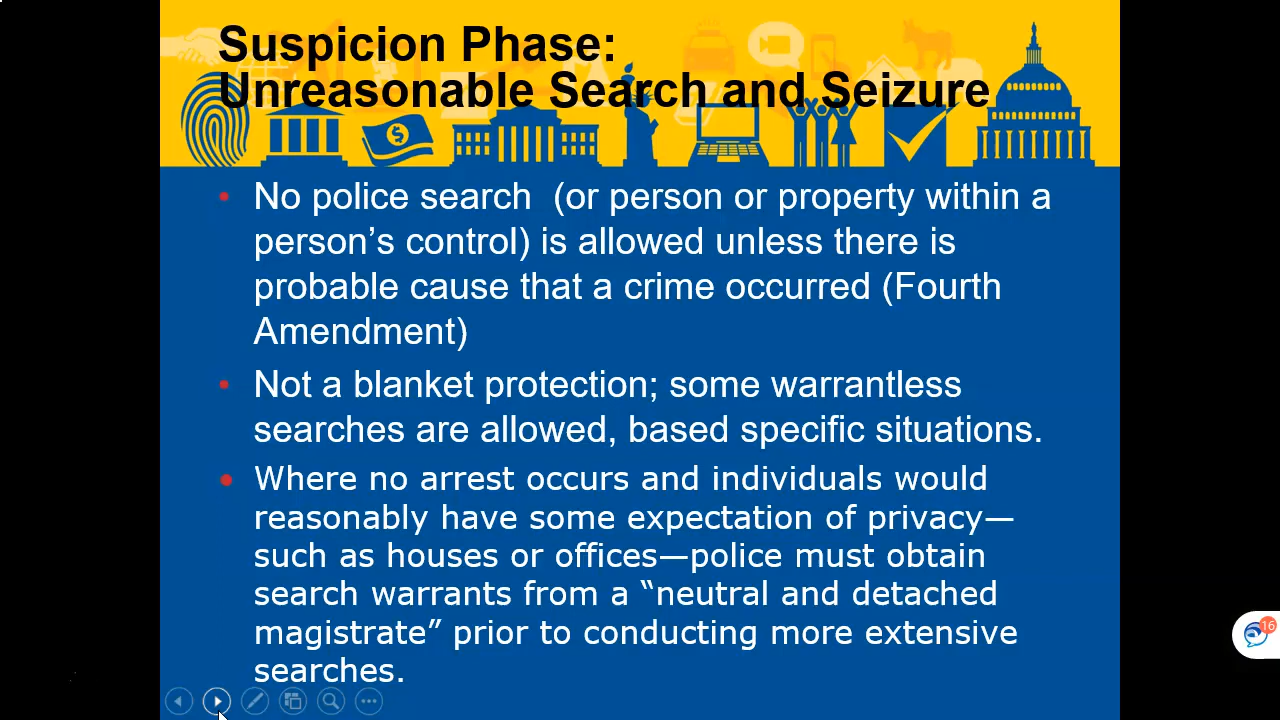 Suspicion Phase:
Unreasonable Search and Seizure
• No police search  (or person or property within a
person’s control) is allowed unless there is
probable cause that a crime occurred (Fourth
Amendment)
• Not a blanket protection; some warrantless
searches are allowed, based specific situations.
• Where no arrest occurs and individuals would
reasonably have some expectation of privacy—
such as houses or offices—police must obtain
search warrants from a “neutral and detached
magistrate” prior to conducting more extensive
searches.
$
16